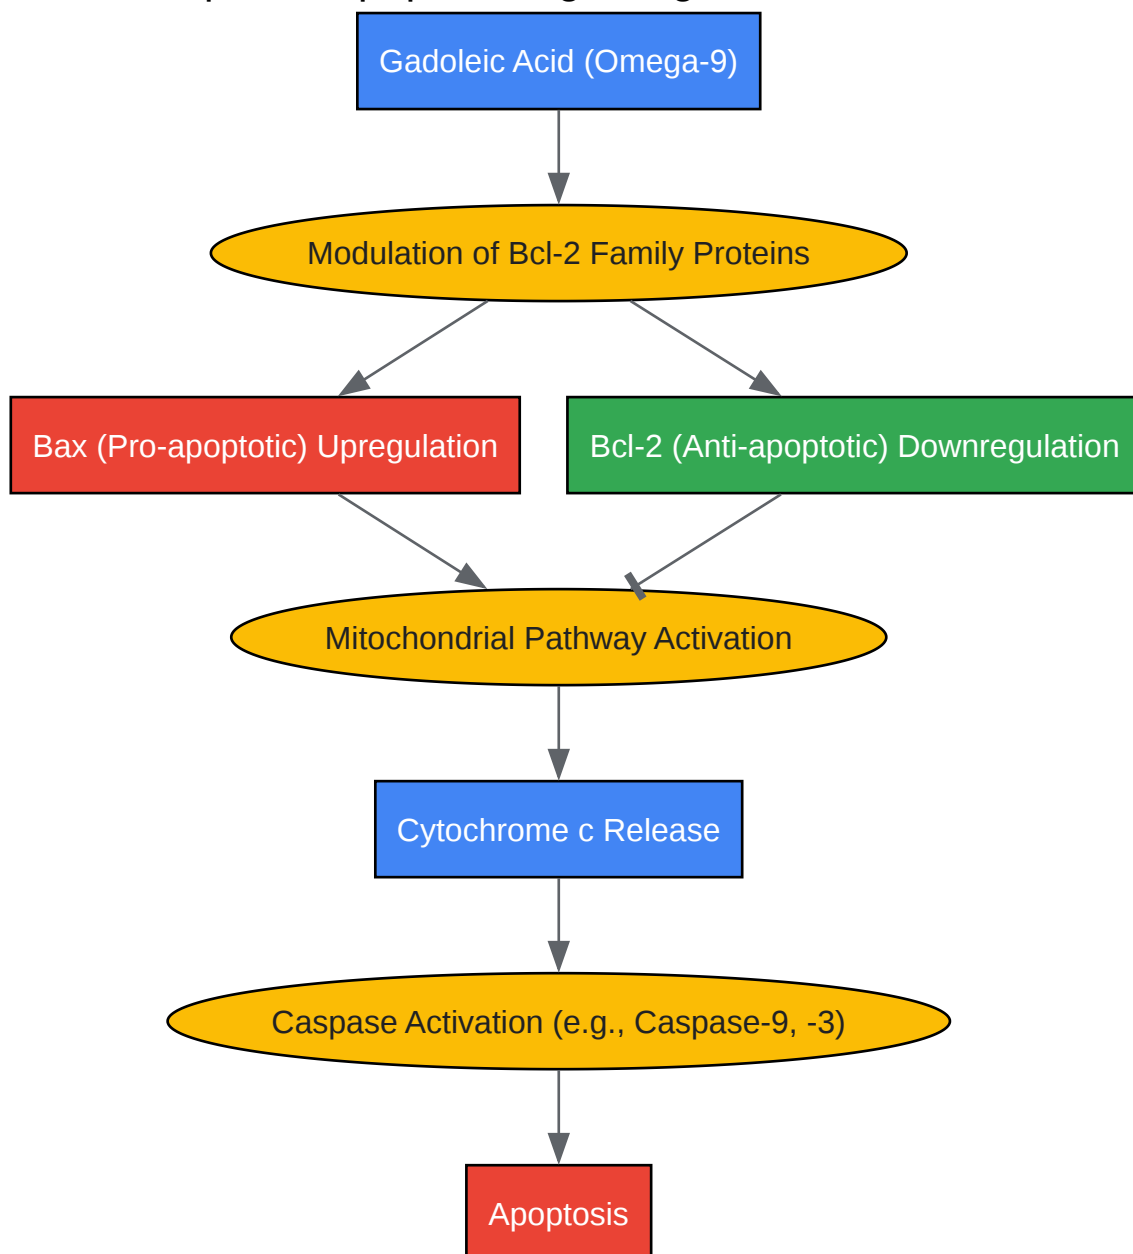 Gadoleic Acid (Omega-9)
Modulation of Bcl-2 Family Proteins
Bax (Pro-apoptotic) Upregulation
Bcl-2 (Anti-apoptotic) Downregulation
Mitochondrial Pathway Activation
Cytochrome c Release
Caspase Activation (e.g., Caspase-9, -3)
Apoptosis